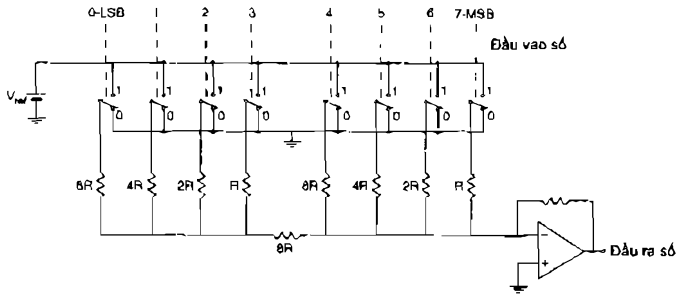 0-LSB 1 2 3 4 5 6 7-MSB
Đầu vao số
1 1 1 1 1 1 1 1
0 0 0 0 0 0 0 0
8R 4R 2R R 8R 4R 2R R
8R
- 
+
Đầu ra số